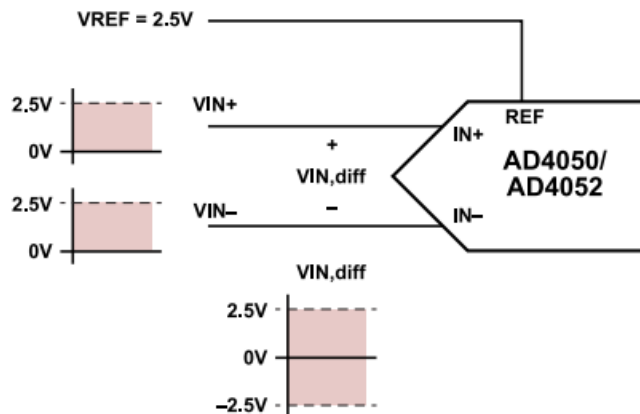 VREF = 2.5V
2.5V
0V
VIN+
IN+
REF
AD4050/
AD4052
+
VIN,diff
–
2.5V
0V
VIN–
IN–
VIN,diff
2.5V
0V
–2.5V